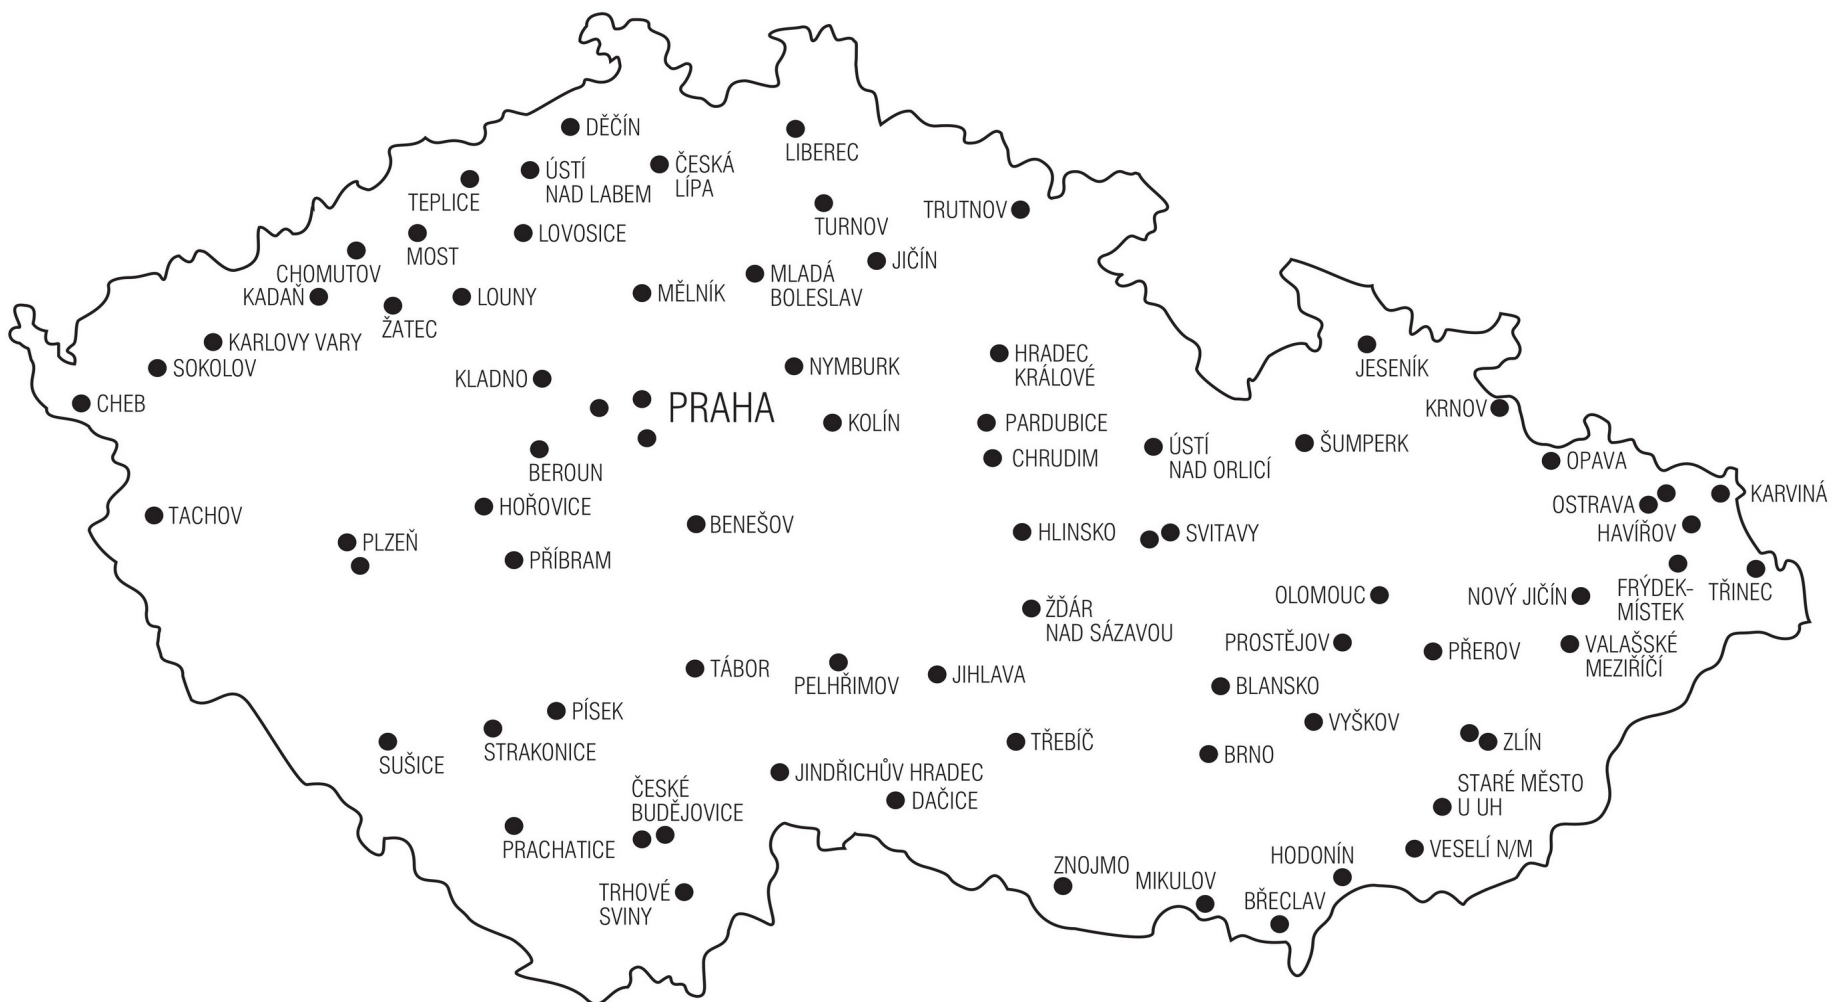 DĚČÍN
LIBEREC
ÚSTÍ
NAD LABEM
ČESKÁ
LÍPA
TEPLICE
TURNOV
TRUTNOV
LOVOSICE
MOST
CHOMUTOV
JIČÍN
MLADÁ
BOLESLAV
KADAŇ
LOUNY
MĚLNÍK
ŽATEC
KARLOVY VARY
SOKOLOV
CHEB
KLADNO
NYMBURK
HRADEC
KRÁLOVÉ
JESENÍK
PRAHA
KOLÍN
PARDUBICE
KRNOV
CHRUDIM
ÚSTÍ
NAD ORLICÍ
ŠUMPERK
BEROUN
OPAVA
OSTRAVA
KARVINÁ
HAVÍŘOV
TACHOV
HOŘOVICE
BENEŠOV
HLINSKO
SVITAVY
PLZEŇ
PŘÍBRAM
OLOMOUC
NOVÝ JIČÍN
FRÝDEK-
MÍSTEK
TŘINEC
ŽĎÁR
NAD SÁZAVOU
PROSTĚJOV
PŘEROV
VALAŠSKÉ
MEZIŘÍČÍ
TÁBOR
PELHŘIMOV
JIHLAVA
BLANSKO
PÍSEK
STRAKONICE
SUŠICE
VYŠKOV
TŘEBÍČ
BRNO
ZLÍN
JINDŘICHŮV HRADEC
DAČICE
ČESKÉ
BUDĚJOVICE
STARÉ MĚSTO
U UH
PRACHATICE
VESELÍ N/M
HODONÍN
ZNOJMO
MIKULOV
BŘECLAV
TRHOVÉ
SVINY